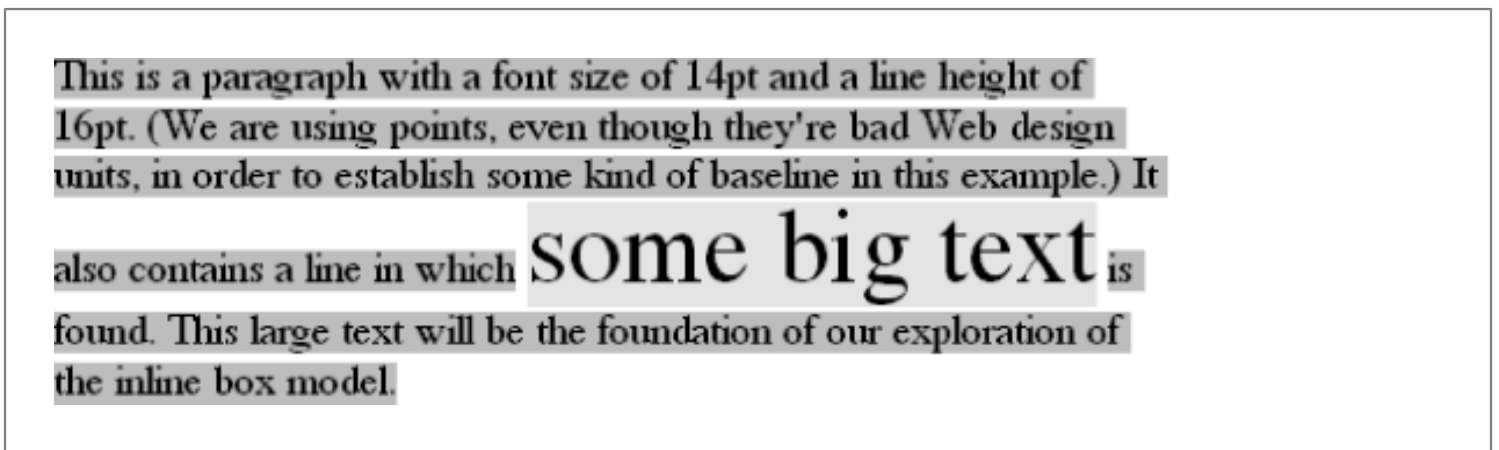 This is a paragraph with a font size of 14pt and a line height of
16pt. (We are using points, even though they're bad Web design
units, in order to establish some kind of baseline in this example.) It
also contains a line in which some big text is
found. This large text will be the foundation of our exploration of
the inline box model.